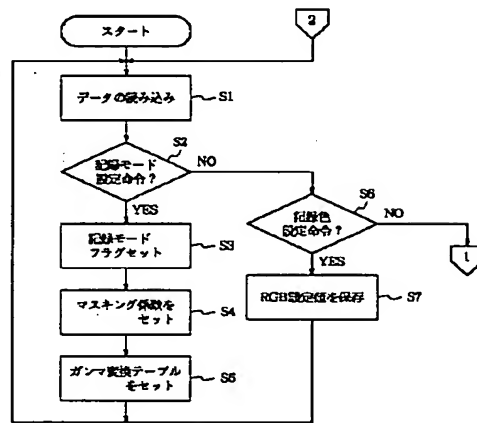 スタート
2
データの読み込み
S1
S2
記録モード
設定命令？
NO
YES
S6
記録色
設定命令？
NO
YES
1
記録モード
フラグセット
S3
RGB設定値を保存
S7
マスキング係数を
セット
S4
ガンマ変換テーブル
をセット
S5